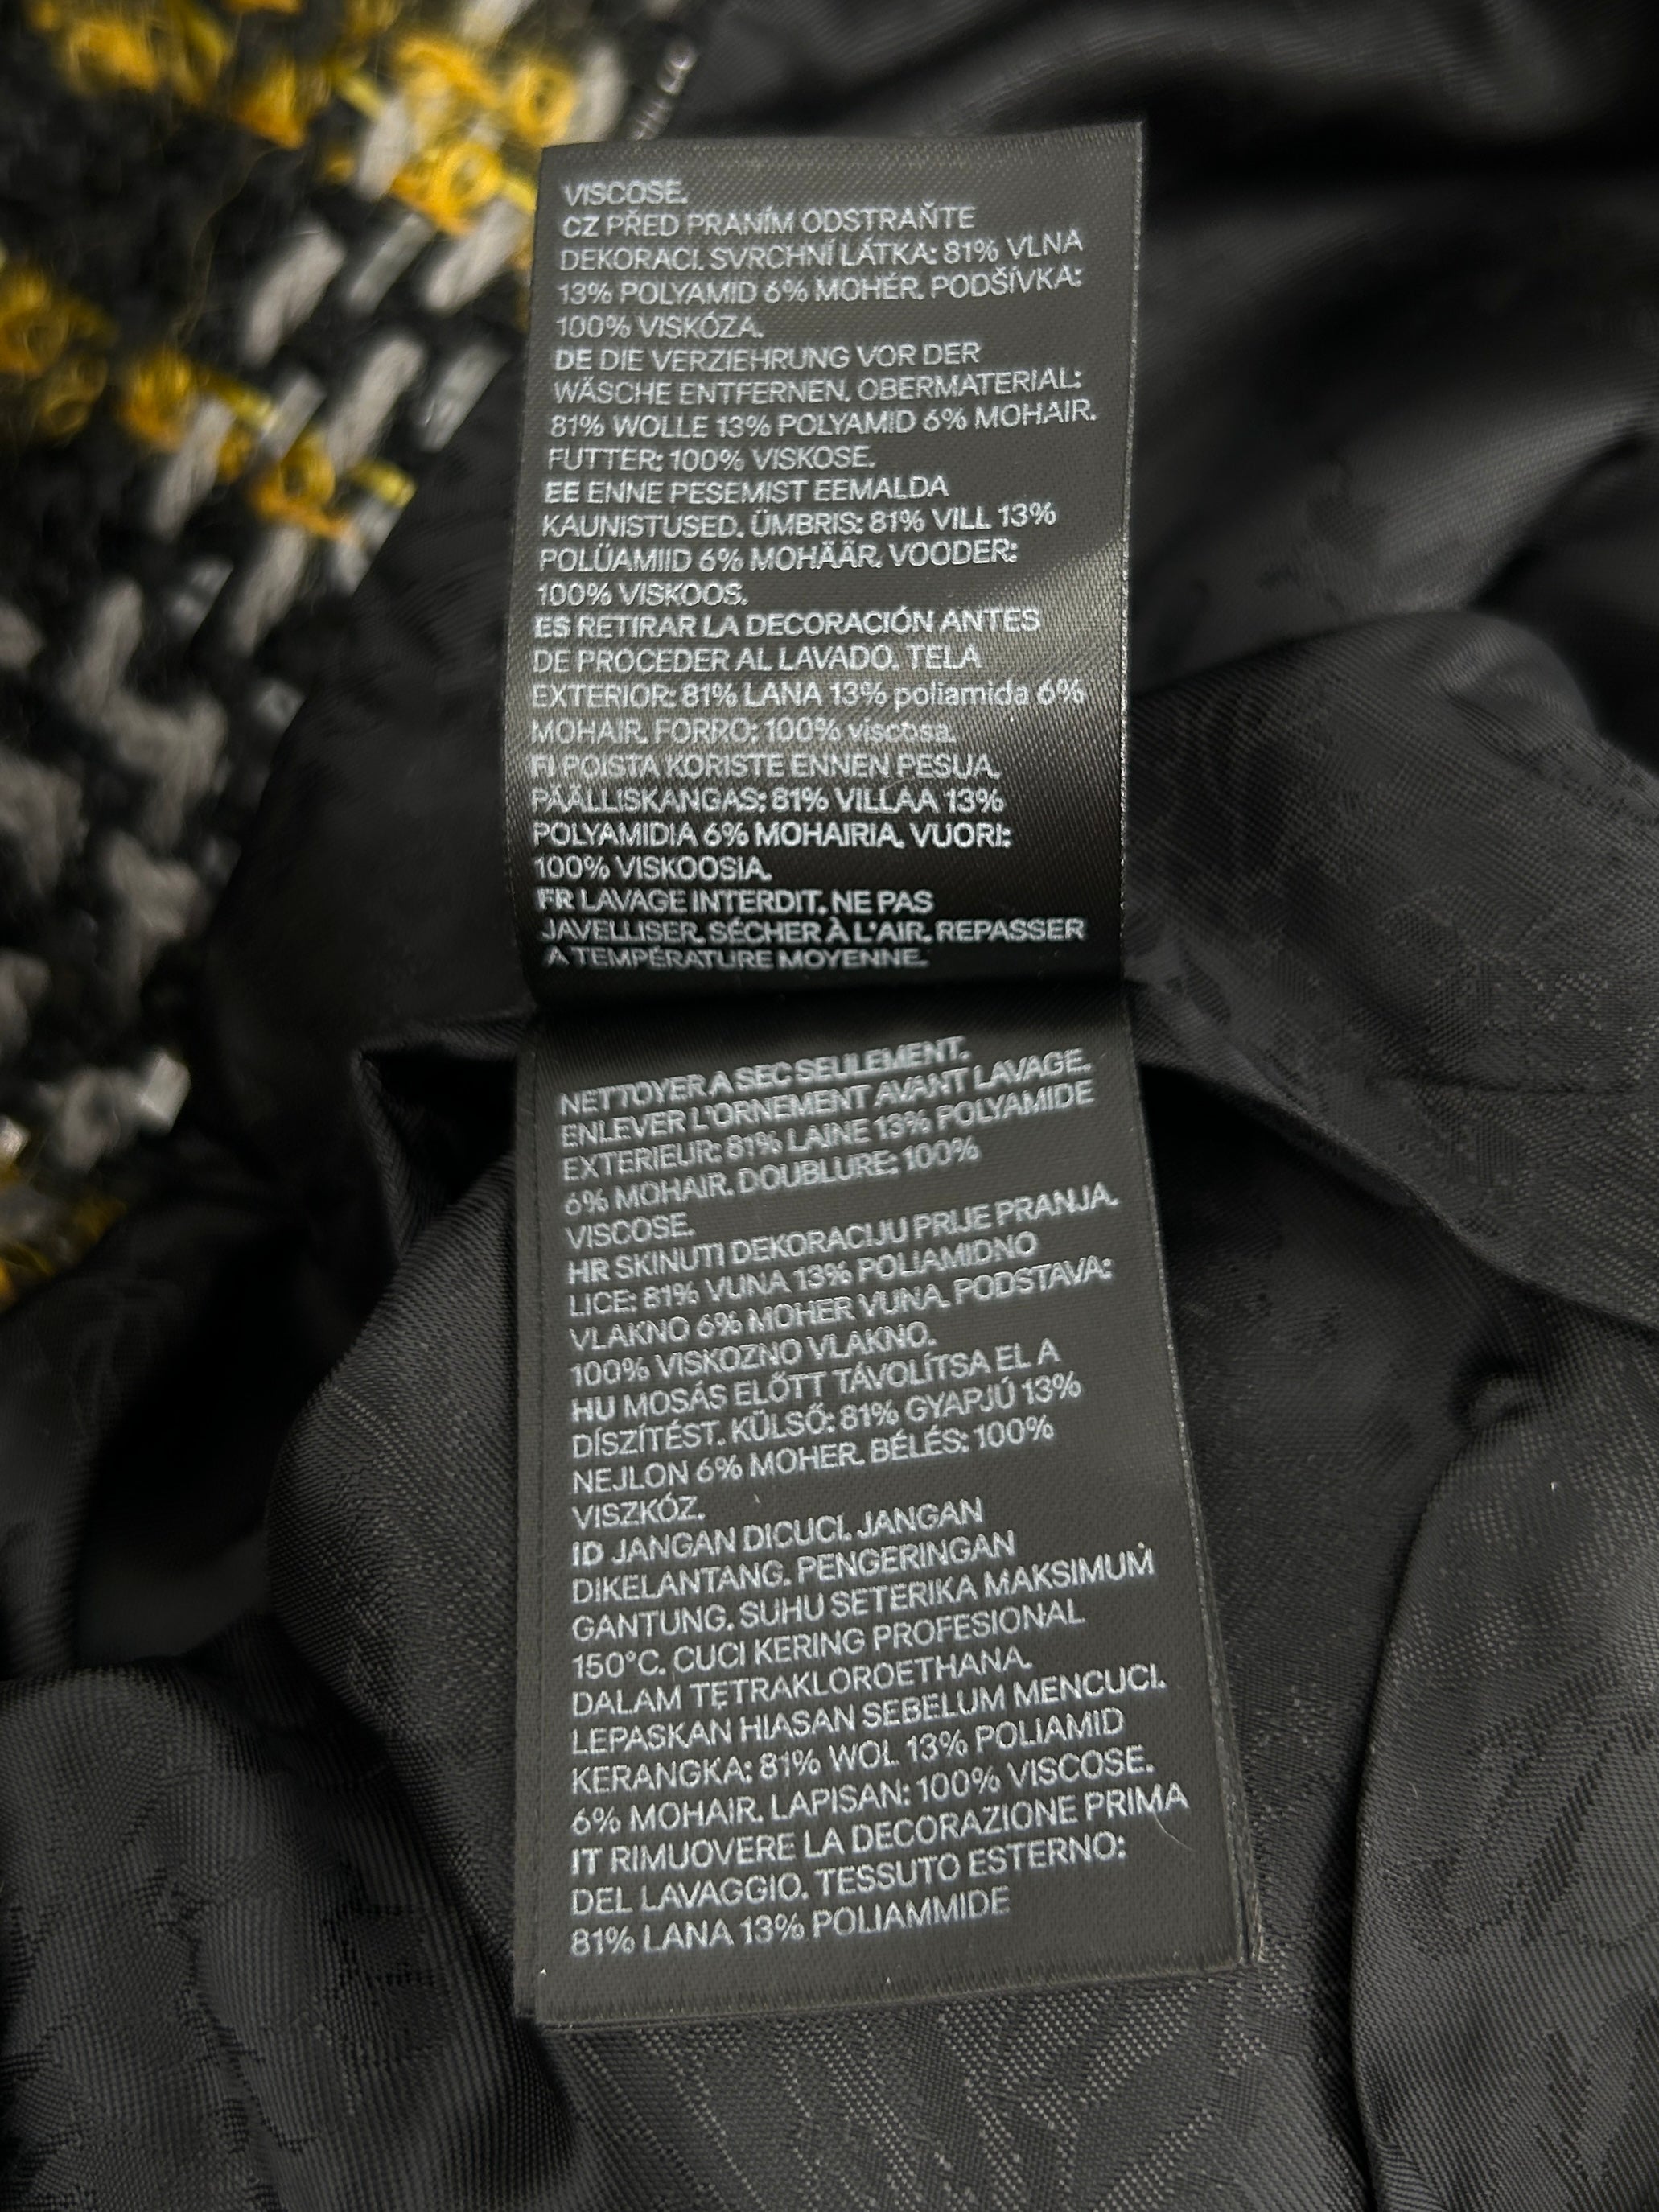 VISCOSE.
CZ PŘED PRANÍM ODSTRAŇTE
DEKORACI. SVRCHNÍ LÁTKA: 81% VLNA
13% POLYAMID 6% MOHÉR. PODŠÍVKA:
100% VISKÓZA.
DE DIE VERZIEHRUNG VOR DER
WÄSCHE ENTFERNEN. OBERMATERIAL:
81% WOLLE 13% POLYAMID 6% MOHAIR.
FUTTER: 100% VISKOSE.
EE ENNE PESEMIST EEMALDA
KAUNISTUSED. ÜMBRIS: 81% VILL 13%
POLÜAMIID 6% MOHÄÄR. VOODER:
100% VISKOOS.
ES RETIRAR LA DECORACIÓN ANTES
DE PROCEDER AL LAVADO. TELA
EXTERIOR: 81% LANA 13% poliamida 6%
MOHAIR. FORRO: 100% viscosa.
FI POISTA KORISTE ENNEN PESUA.
PÄÄLLISKANGAS: 81% VILLAA 13%
POLYAMIDIA 6% MOHAIRIA. VUORI:
100% VISKOOSIA.
FR LAVAGE INTERDIT. NE PAS
JAVELLISER. SÉCHER À L'AIR. REPASSER
A TEMPÉRATURE MOYENNE.
NETTOYER A SEC SEULEMENT.
ENLEVER L'ORNEMENT AVANT LAVAGE.
EXTERIEUR: 81% LAINE 13% POLYAMIDE
6% MOHAIR. DOUBLURE: 100%
VISCOSE.
HR SKINUTI DEKORACIJU PRIJE PRANJA.
LICE: 81% VUNA 13% POLIAMIDNO
VLAKNO 6% MOHER VUNA. PODSTAVA:
100% VISKOZNO VLAKNO.
HU MOSÁS ELŐTT TÁVOLÍTSA EL A
DÍSZÍTÉST. KÜLSŐ: 81% GYAPJÚ 13%
NEJLON 6% MOHER. BÉLÉS: 100%
VISZKÓZ.
ID JANGAN DICUCI. JANGAN
DIKELANTANG. PENGERINGAN
GANTUNG. SUHU SETERIKA MAKSIMUM
150°C. CUCI KERING PROFESIONAL
DALAM TETRAKLOROETHANA.
LEPASKAN HIASAN SEBELUM MENCUCI.
KERANGKA: 81% WOL 13% POLIAMID
6% MOHAIR. LAPISAN: 100% VISCOSE.
IT RIMUOVERE LA DECORAZIONE PRIMA
DEL LAVAGGIO. TESSUTO ESTERNO:
81% LANA 13% POLIAMMIDE